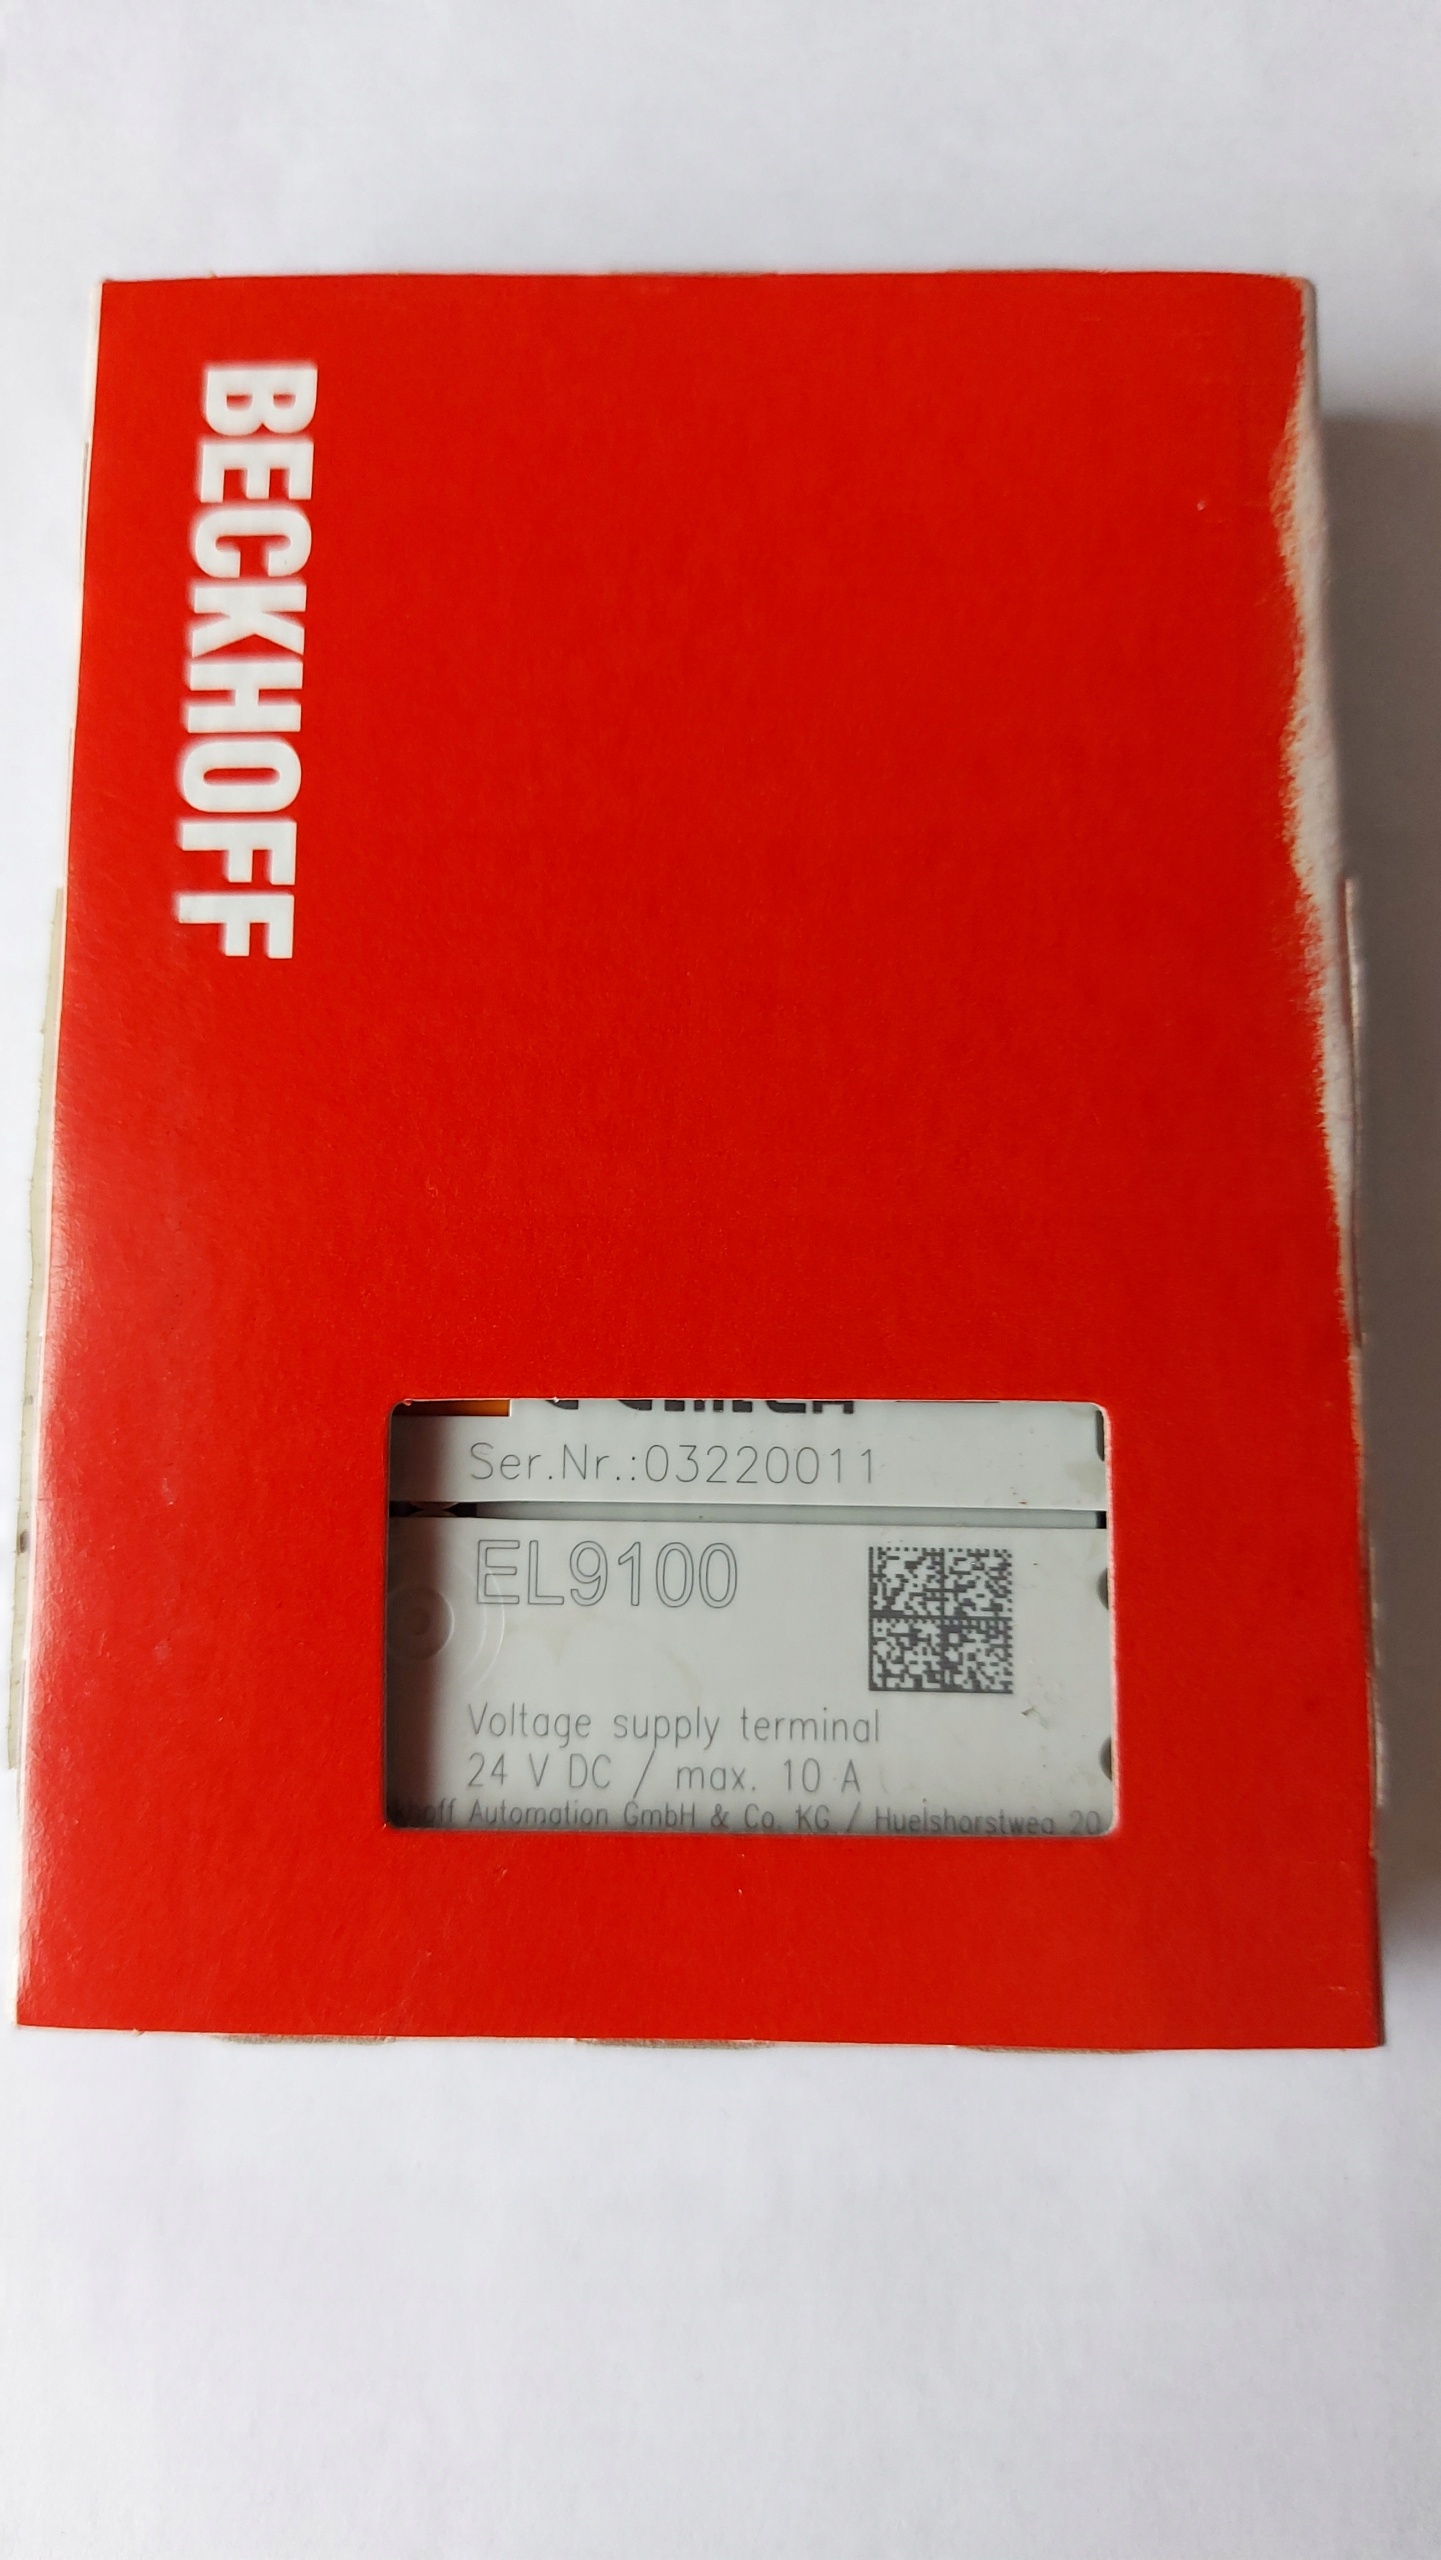 BECKHOFF
Ser.Nr.:03220011
EL9100
Voltage supply terminal
24 V DC / max. 10 A
Automation GmbH & Co. KG / Huelshorstweg 20